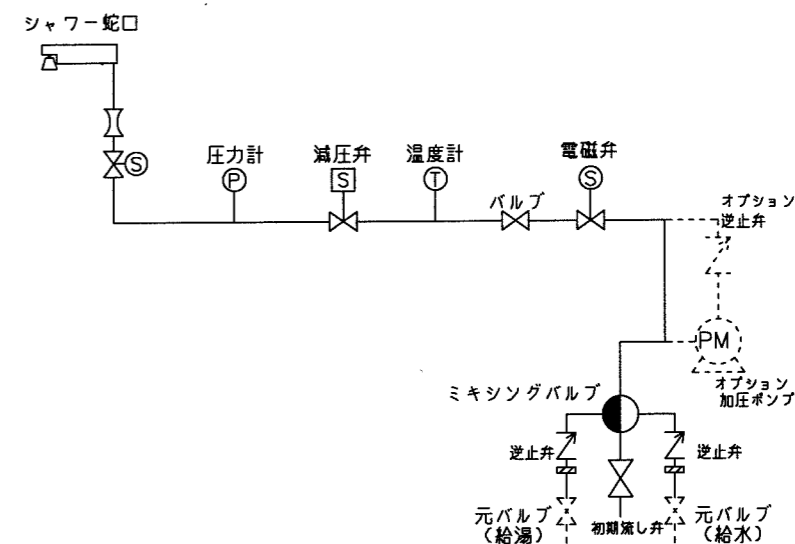 シャワー蛇口
S
圧力計
P
減圧弁
S
温度計
T
バルブ
電磁弁
S
オプション
逆止弁
PM
オプション
加圧ポンプ
ミキシングバルブ
逆止弁
逆止弁
元バルブ
(給湯)
初期流し弁
元バルブ
(給水)